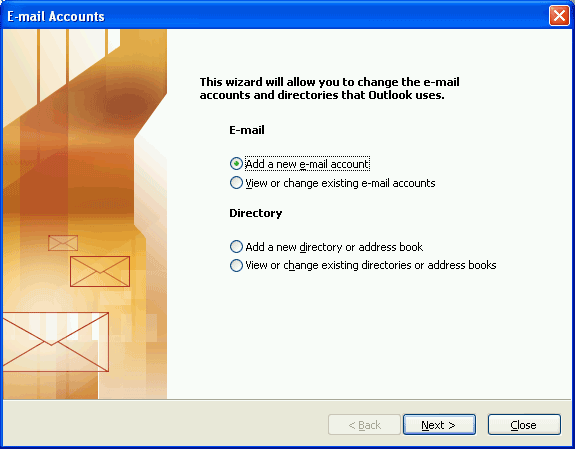 E-mail Accounts
This wizard will allow you to change the e-mail
accounts and directories that Outlook uses.
E-mail
Add a new e-mail account
View or change existing e-mail accounts
Directory
Add a new directory or address book
View or change existing directories or address books
< Back
Next >
Close